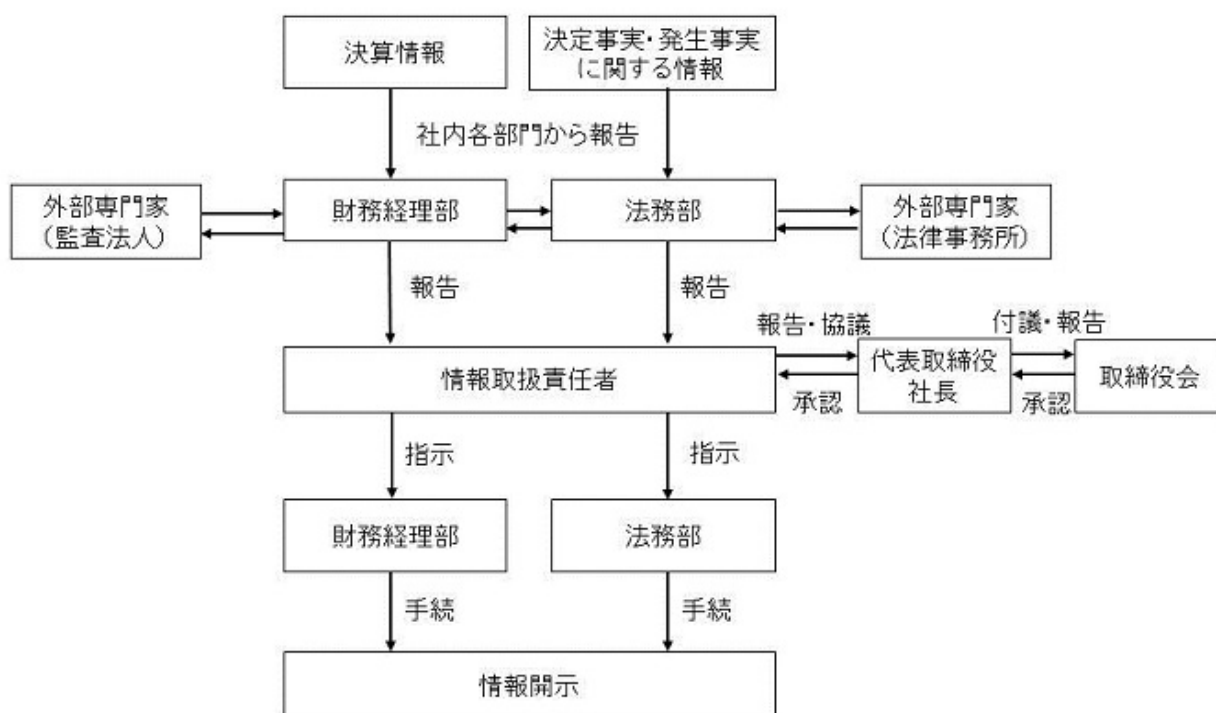 決算情報
決定事実・発生事実
に関する情報
社内各部門から報告
外部専門家
(監査法人)
財務経理部
法務部
外部専門家
(法律事務所)
報告
報告
報告・協議
付議・報告
情報取扱責任者
代表取締役
社長
取締役会
承認
承認
指示
指示
財務経理部
法務部
手続
手続
情報開示